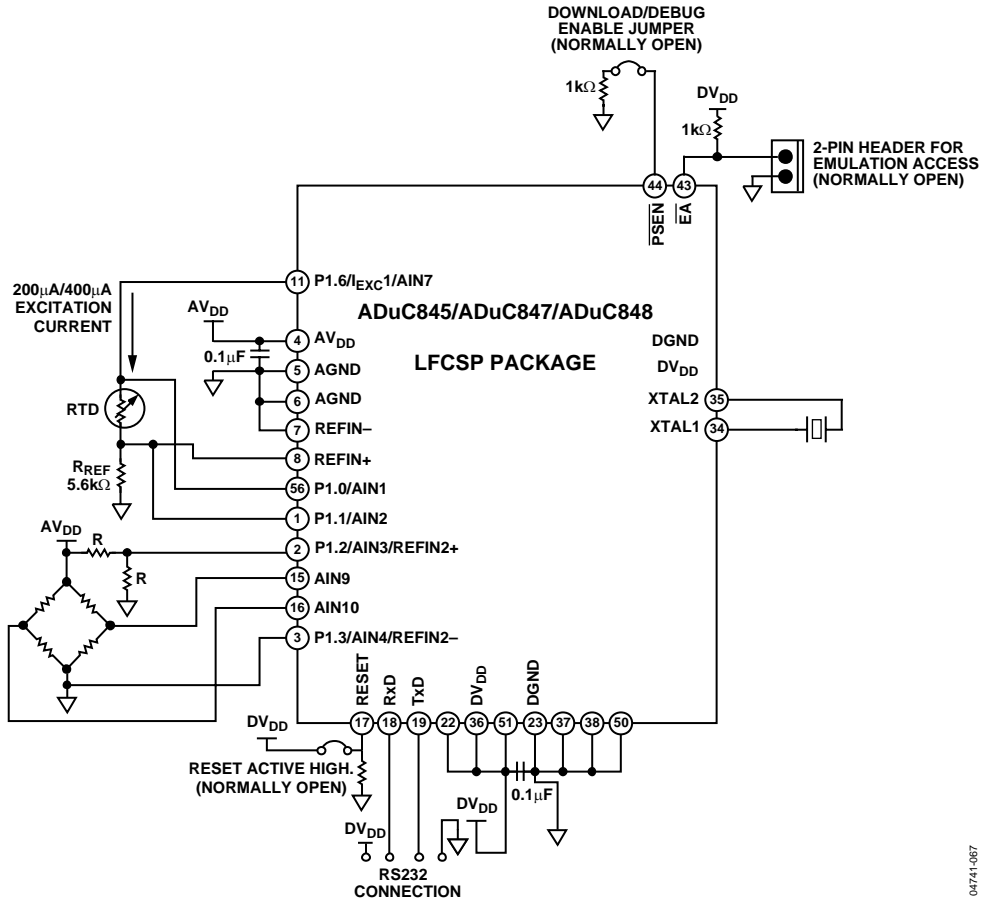 DOWNLOAD/DEBUG
ENABLE JUMPER
(NORMALLY OPEN)
1kΩ
DVDD
1kΩ
2-PIN HEADER FOR
EMULATION ACCESS
(NORMALLY OPEN)
44
43
PSEN
EA
200µA/400µA
EXCITATION
CURRENT
11 P1.6/IEXC1/AIN7
ADuC845/ADuC847/ADuC848
LFCSP PACKAGE
AVDD
4 AVDD
0.1µF
5 AGND
6 AGND
7 REFIN–
8 REFIN+
RTD
RREF
5.6kΩ
56 P1.0/AIN1
1 P1.1/AIN2
AVDD
R
R
2 P1.2/AIN3/REFIN2+
15 AIN9
16 AIN10
3 P1.3/AIN4/REFIN2–
DGND
DVDD
XTAL2 35
XTAL1 34
RESET
RxD
TxD
DVDD
DGND
17 18 19 22 36 51 23 37 38 50
DVDD
RESET ACTIVE HIGH.
(NORMALLY OPEN)
0.1µF
DVDD
DVDD
RS232
CONNECTION
04741-067